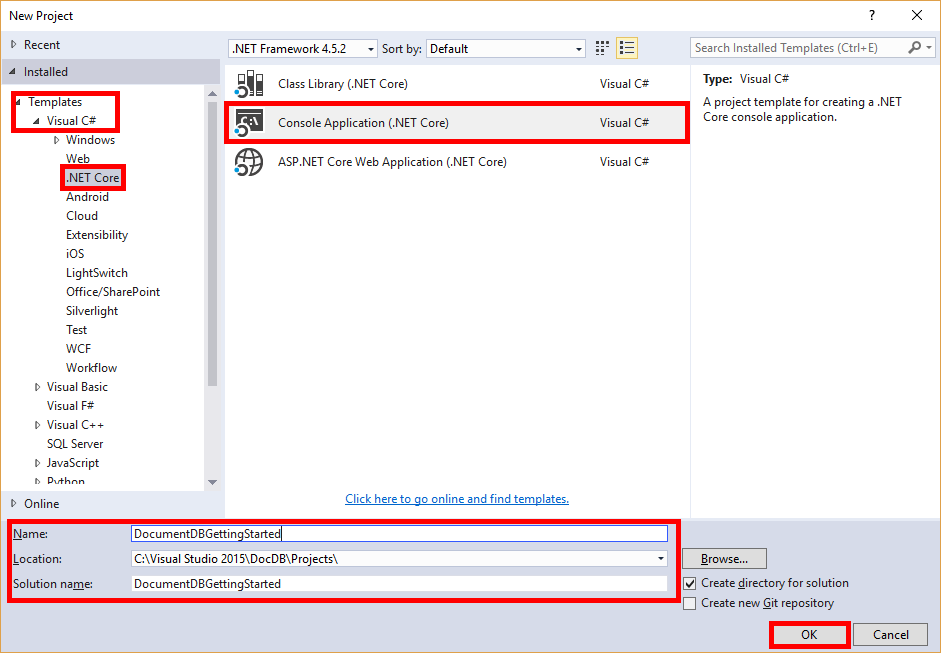 New Project
?
Recent
Installed
Templates
Visual C#
Windows
Web
.NET Core
Android
Cloud
Extensibility
iOS
LightSwitch
Office/SharePoint
Silverlight
Test
WCF
Workflow
Visual Basic
Visual F#
Visual C++
SQL Server
JavaScript
Python
Online
.NET Framework 4.5.2 Sort by: Default
Class Library (.NET Core) Visual C#
C:\ Console Application (.NET Core) Visual C#
ASP.NET Core Web Application (.NET Core) Visual C#
Click here to go online and find templates.
Search Installed Templates (Ctrl+E)
Type: Visual C#
A project template for creating a .NET
Core console application.
Name: DocumentDBGettingStarted
Location: C:\Visual Studio 2015\DocDB\Projects\
Solution name: DocumentDBGettingStarted
Browse...
Create directory for solution
Create new Git repository
OK Cancel